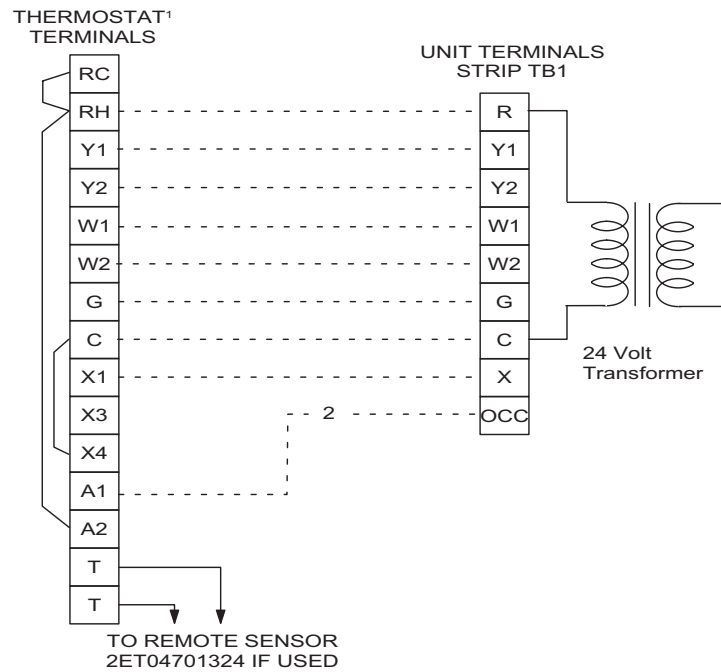 THERMOSTAT¹
TERMINALS
UNIT TERMINALS
STRIP TB1
RC
RH
R
Y1
Y1
Y2
Y2
W1
W1
W2
W2
G
G
C
C
24 Volt
Transformer
X1
X
X3
2
OCC
X4
A1
A2
T
T
TO REMOTE SENSOR
2ET04701324 IF USED